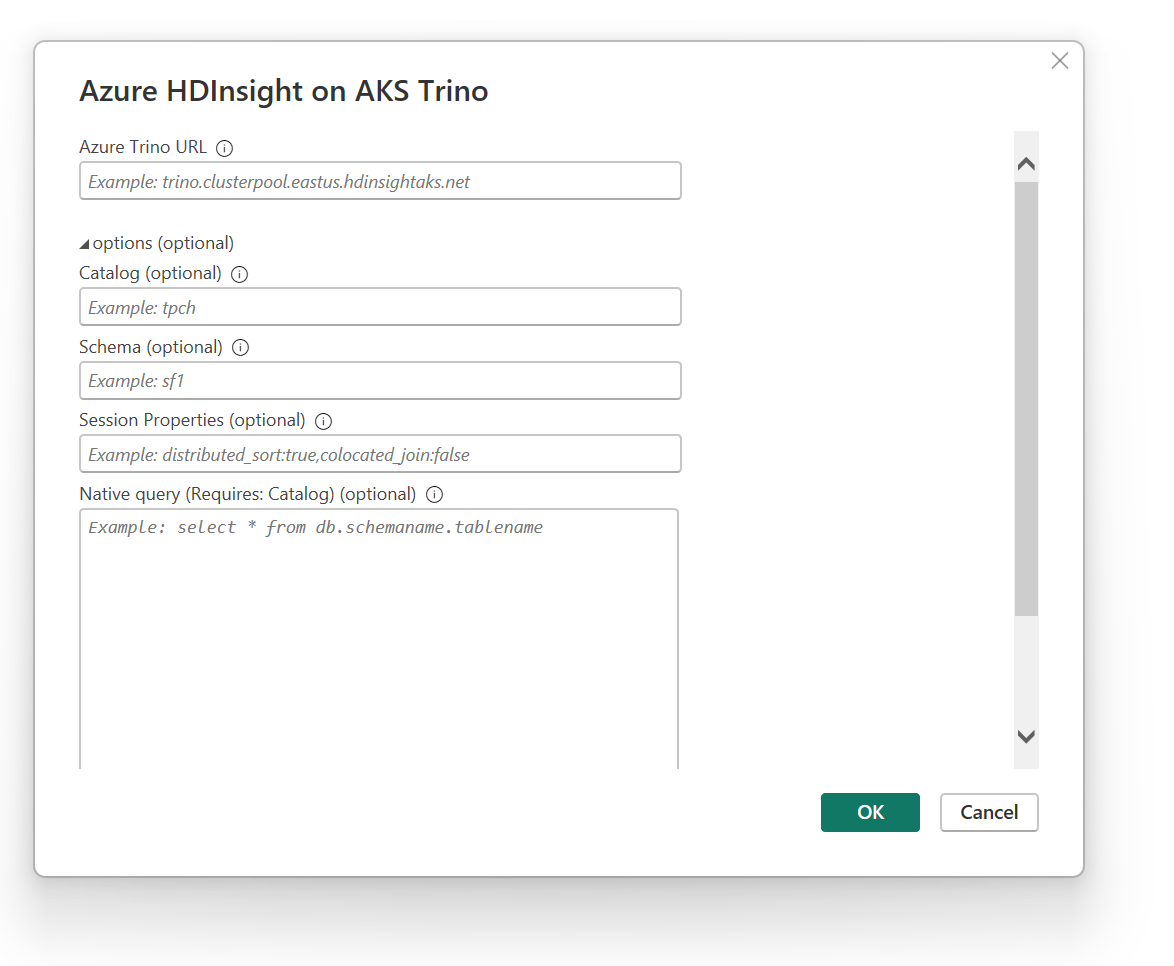 Azure HDInsight on AKS Trino
Azure Trino URL
Example: trino.clusterpool.eastus.hdinsightaks.net
options (optional)
Catalog (optional)
Example: tpch
Schema (optional)
Example: sf1
Session Properties (optional)
Example: distributed_sort:true,colocated_join:false
Native query (Requires: Catalog) (optional)
Example: select * from db.schemaname.tablename
OK
Cancel